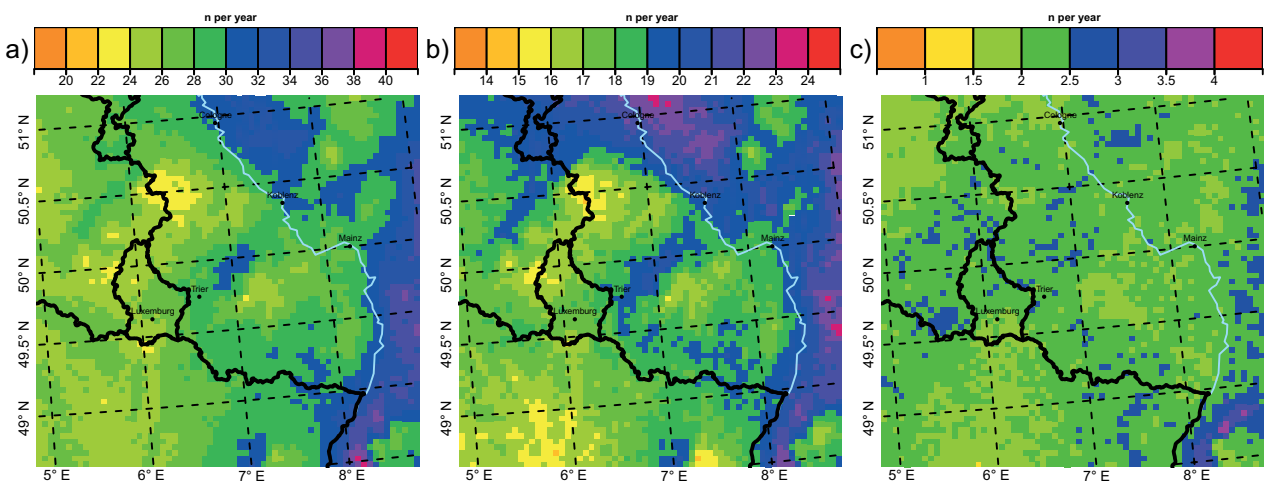 n per year
a)
20 22 24 26 28 30 32 34 36 38 40
51° N
50.5° N
50° N
49.5° N
49° N
Cologne
Koblenz
Mainz
Trier
Luxemburg
5° E 6° E 7° E 8° E
n per year
b)
14 15 16 17 18 19 20 21 22 23 24
51° N
50.5° N
50° N
49.5° N
49° N
Cologne
Koblenz
Mainz
Trier
Luxemburg
5° E 6° E 7° E 8° E
n per year
c)
1 1.5 2 2.5 3 3.5 4
51° N
50.5° N
50° N
49.5° N
49° N
Cologne
Koblenz
Mainz
Trier
Luxemburg
5° E 6° E 7° E 8° E